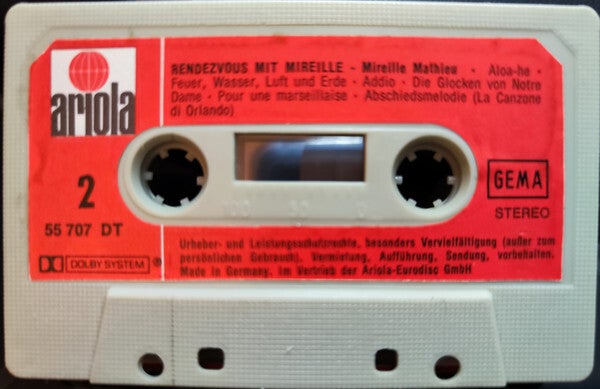 ariola
RENDEZVOUS MIT MIREILLE - Mireille Mathieu - Aloa-he -
Feuer, Wasser, Luft und Erde - Addio - Die Glocken von Notre
Dame - Pour une marseillaise - Abschiedsmelodie (La Canzone
di Orlando)
2
55 707 DT
GEMA
STEREO
DOLBY SYSTEM ®
100 50 0
Urheber- und Leistungsschutzrechte, besonders Vervielfältigung (außer zum
persönlichen Gebrauch), Vermietung, Aufführung, Sendung, vorbehalten.
Made in Germany. Im Vertrieb der Ariola-Eurodisc GmbH